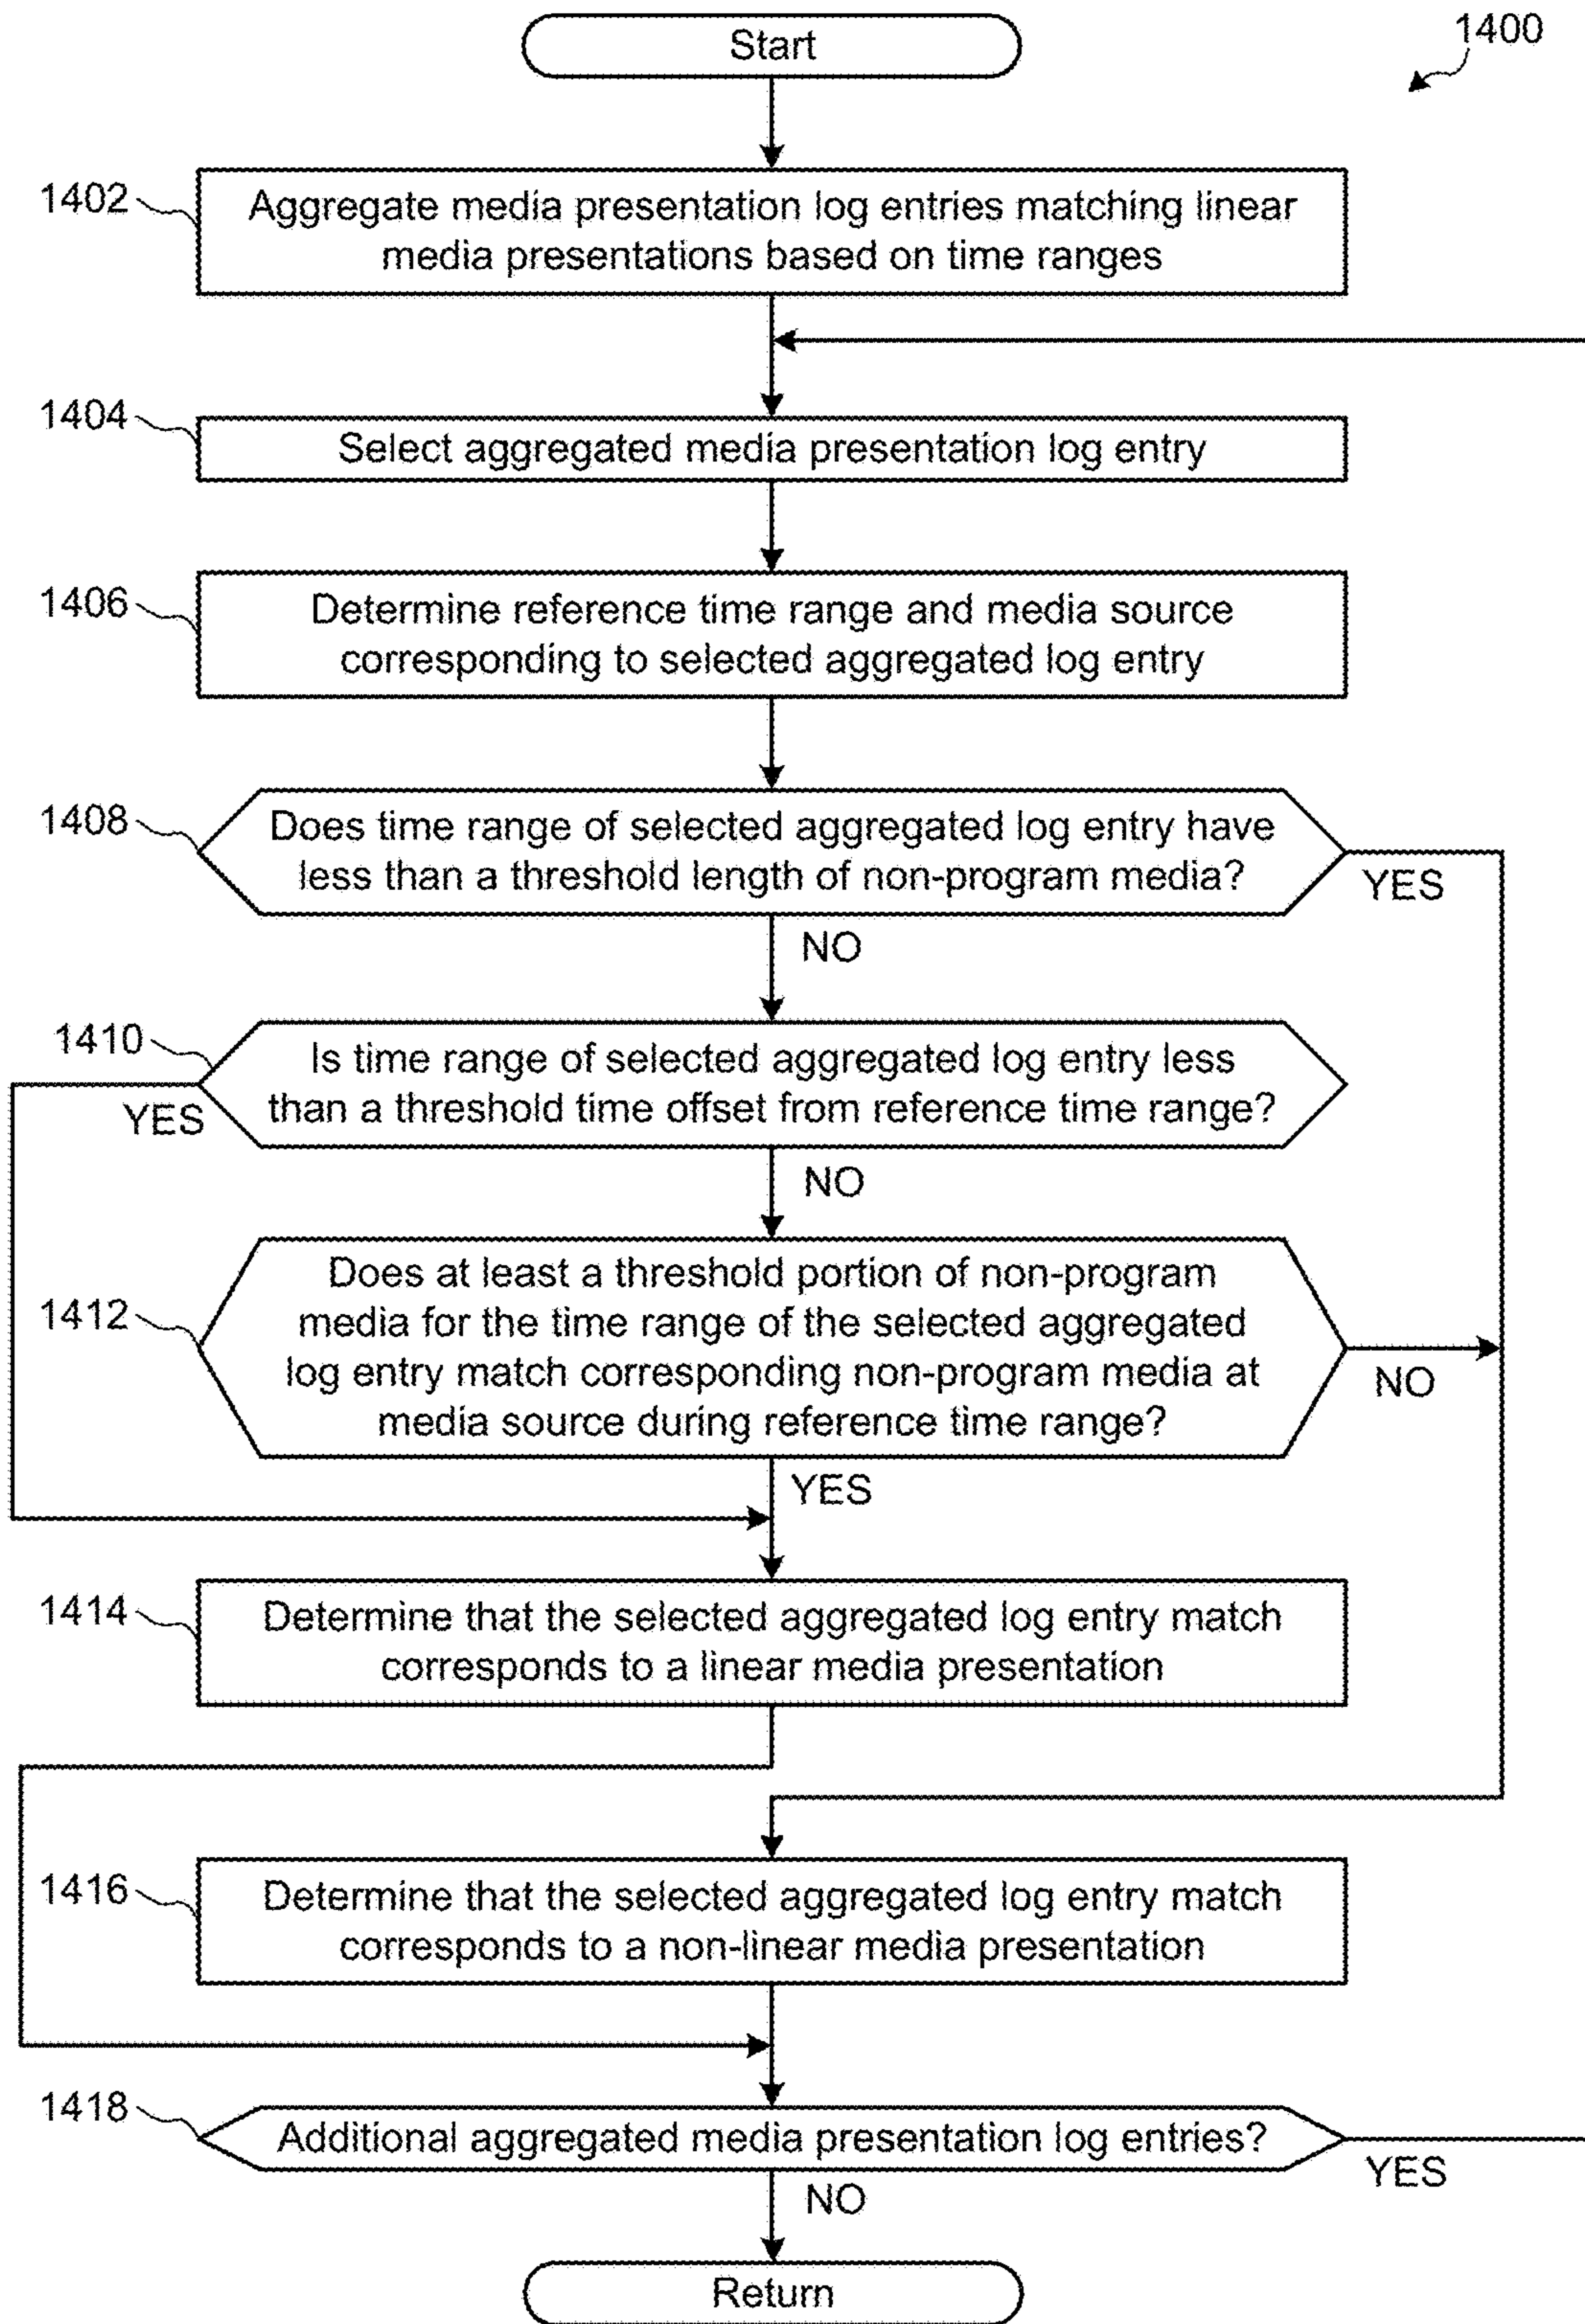 Start
1400
1402
Aggregate media presentation log entries matching linear
media presentations based on time ranges
1404
Select aggregated media presentation log entry
1406
Determine reference time range and media source
corresponding to selected aggregated log entry
1408
Does time range of selected aggregated log entry have
less than a threshold length of non-program media?
YES
NO
1410
Is time range of selected aggregated log entry less
than a threshold time offset from reference time range?
YES
NO
1412
Does at least a threshold portion of non-program
media for the time range of the selected aggregated
log entry match corresponding non-program media at
media source during reference time range?
NO
YES
1414
Determine that the selected aggregated log entry match
corresponds to a linear media presentation
1416
Determine that the selected aggregated log entry match
corresponds to a non-linear media presentation
1418
Additional aggregated media presentation log entries?
YES
NO
Return